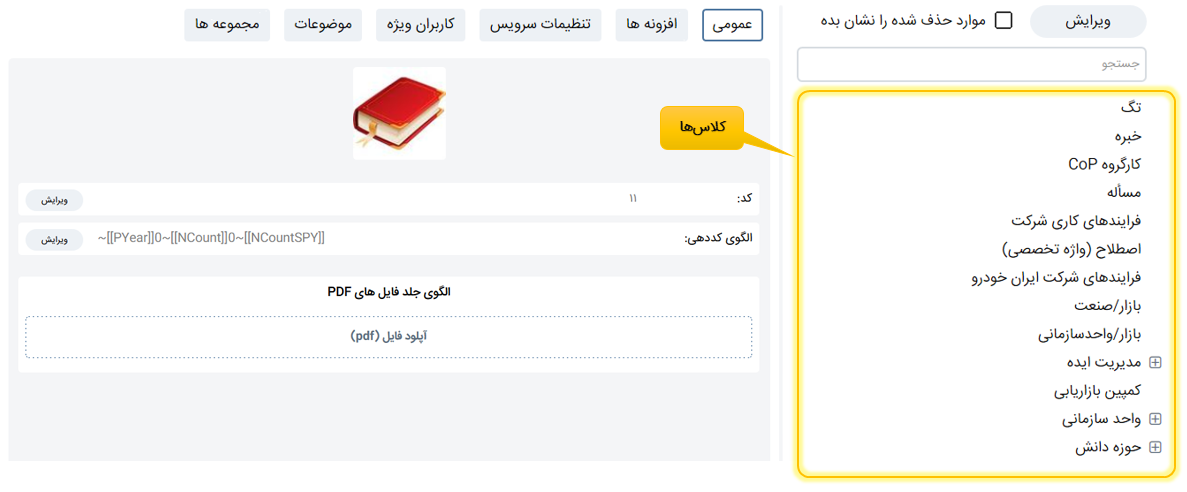 ویرایش
موارد حذف شده را نشان بده
جستجو
تگ
خبره
کارگروه CoP
مسأله
فرایندهای کاری شرکت
اصطلاح (واژه تخصصی)
فرایندهای شرکت ایران خودرو
بازار/صنعت
بازار/واحدسازمانی
مدیریت ایده
کمپین بازاریابی
واحد سازمانی
حوزه دانش
کلاس‌ها
عمومی افزونه ها تنظیمات سرویس کاربران ویژه موضوعات مجموعه ها
کد: ۱۱ ویرایش
الگوی کددهی: ~[[PYear]]0~[[NCount]]0~[[NCountSPY]] ویرایش
الگوی جلد فایل های PDF
آپلود فایل (pdf)